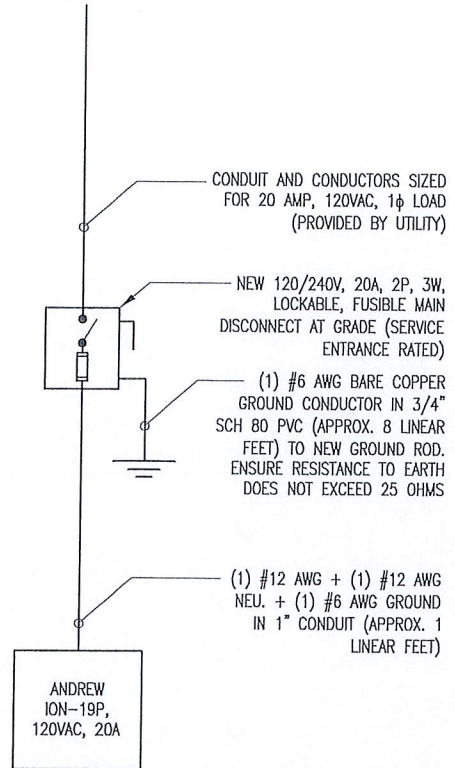 CONDUIT AND CONDUCTORS SIZED
FOR 20 AMP, 120VAC, 1ϕ LOAD
(PROVIDED BY UTILITY)
NEW 120/240V, 20A, 2P, 3W,
LOCKABLE, FUSIBLE MAIN
DISCONNECT AT GRADE (SERVICE
ENTRANCE RATED)
(1) #6 AWG BARE COPPER
GROUND CONDUCTOR IN 3/4"
SCH 80 PVC (APPROX. 8 LINEAR
FEET) TO NEW GROUND ROD.
ENSURE RESISTANCE TO EARTH
DOES NOT EXCEED 25 OHMS
(1) #12 AWG + (1) #12 AWG
NEU. + (1) #6 AWG GROUND
IN 1" CONDUIT (APPROX. 1
LINEAR FEET)
ANDREW
ION-19P,
120VAC, 20A